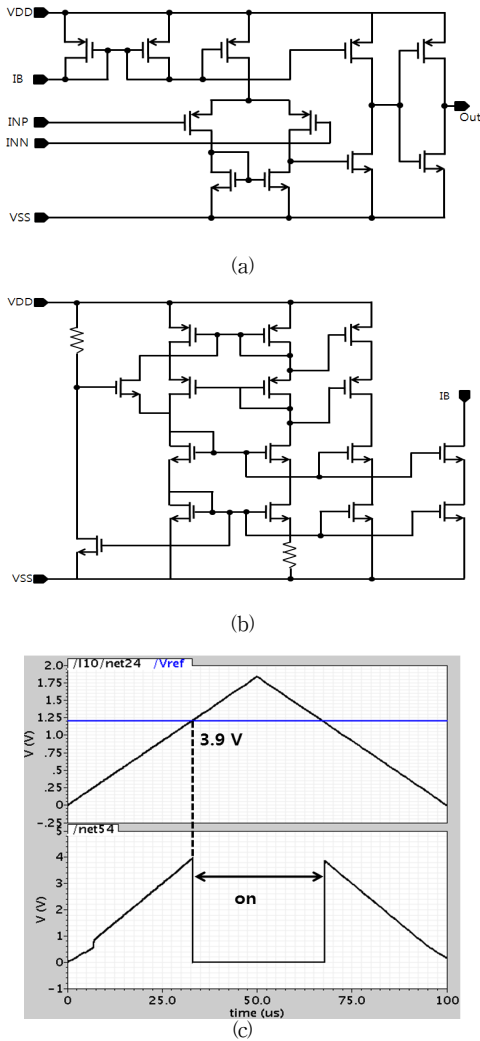 VDD
IB
INP
INN
Out
VSS
(a)
VDD
IB
VSS
(b)
/I10/net24 /Vref
2.0
1.75
1.5
1.25
1.0
.75
.5
.25
0
-.25
V (V)
3.9 V
/net54
5
4
3
2
1
0
-1
V (V)
on
0 25.0 50.0 75.0 100
time (us)
(c)